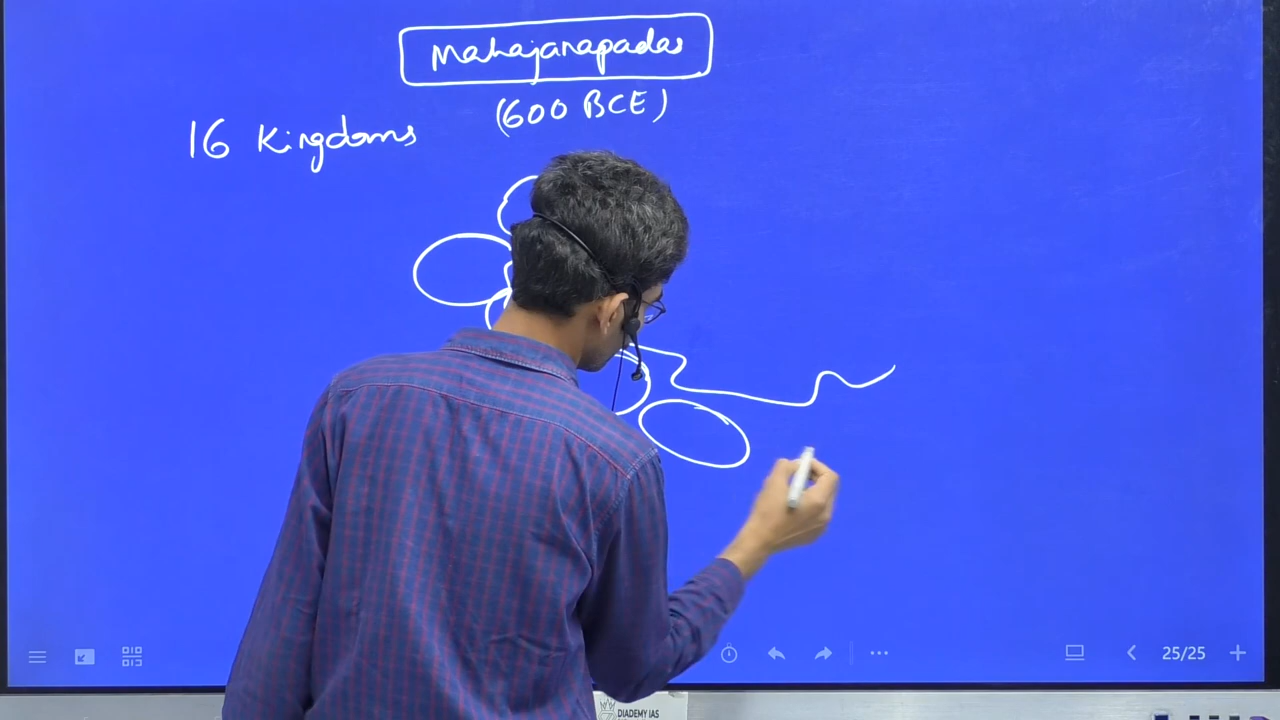 Mahajanapadas
(600 BCE)
16 Kingdoms
25/25
DIADEMY IAS